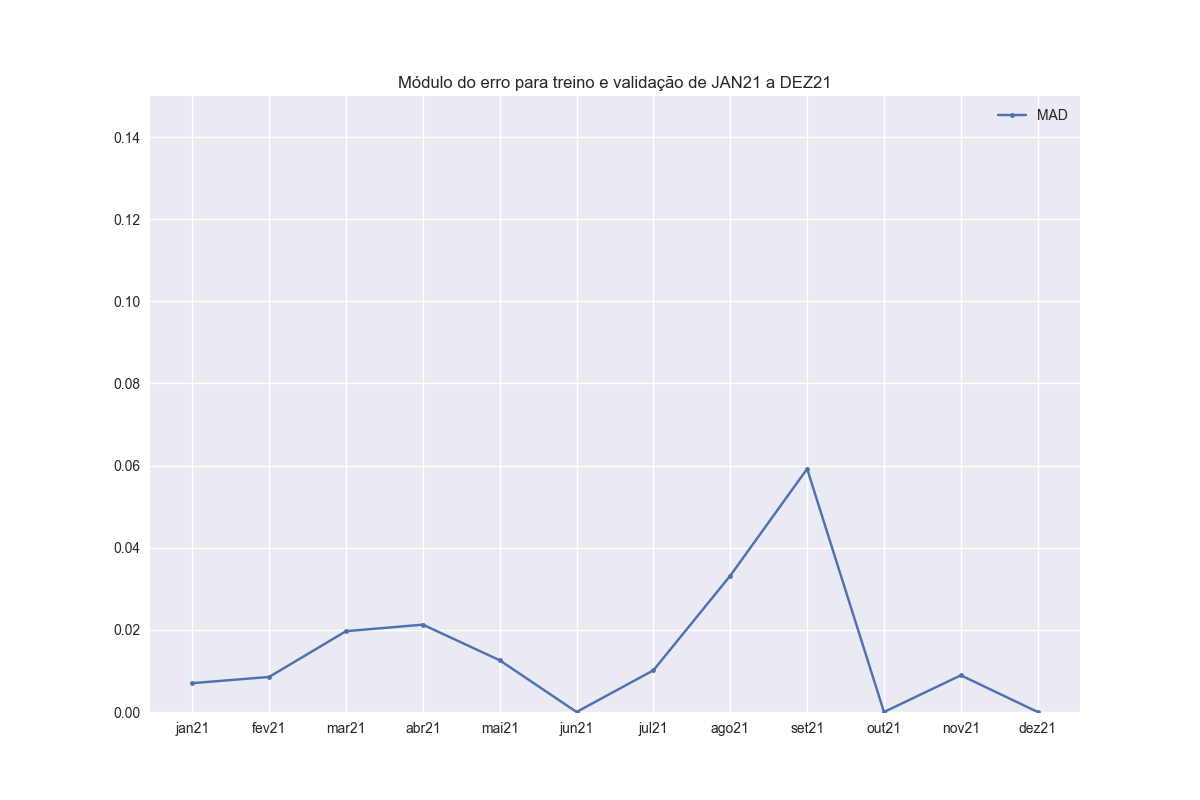 Módulo do erro para treino e validação de JAN21 a DEZ21
MAD
0.14
0.12
0.10
0.08
0.06
0.04
0.02
0.00
jan21 fev21 mar21 abr21 mai21 jun21 jul21 ago21 set21 out21 nov21 dez21